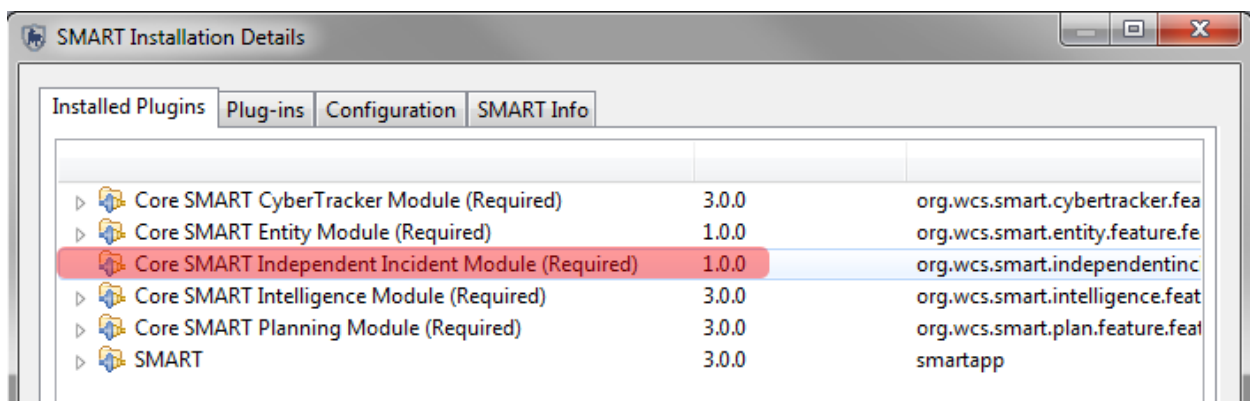 SMART Installation Details
Installed Plugins Plug-ins Configuration SMART Info
Core SMART CyberTracker Module (Required) 3.0.0 org.wcs.smart.cybertracker.fea
Core SMART Entity Module (Required) 1.0.0 org.wcs.smart.entity.feature.fe
Core SMART Independent Incident Module (Required) 1.0.0 org.wcs.smart.independentinc
Core SMART Intelligence Module (Required) 3.0.0 org.wcs.smart.intelligence.feat
Core SMART Planning Module (Required) 3.0.0 org.wcs.smart.plan.feature.feat
SMART 3.0.0 smartapp